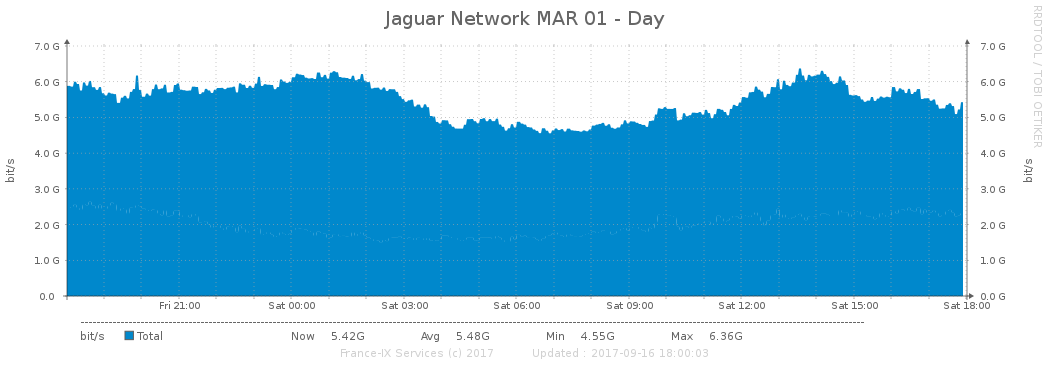 Jaguar Network MAR 01 - Day
RRDTOOL / TOBI OETIKER
bit/s
7.0 G 7.0 G
6.0 G 6.0 G
5.0 G 5.0 G
4.0 G 4.0 G
3.0 G 3.0 G
2.0 G 2.0 G
1.0 G 1.0 G
0.0 0.0 G
bit/s
Fri 21:00 Sat 00:00 Sat 03:00 Sat 06:00 Sat 09:00 Sat 12:00 Sat 15:00 Sat 18:00
bit/s Total Now 5.42G Avg 5.48G Min 4.55G Max 6.36G
France-IX Services (c) 2017 Updated : 2017-09-16 18:00:03